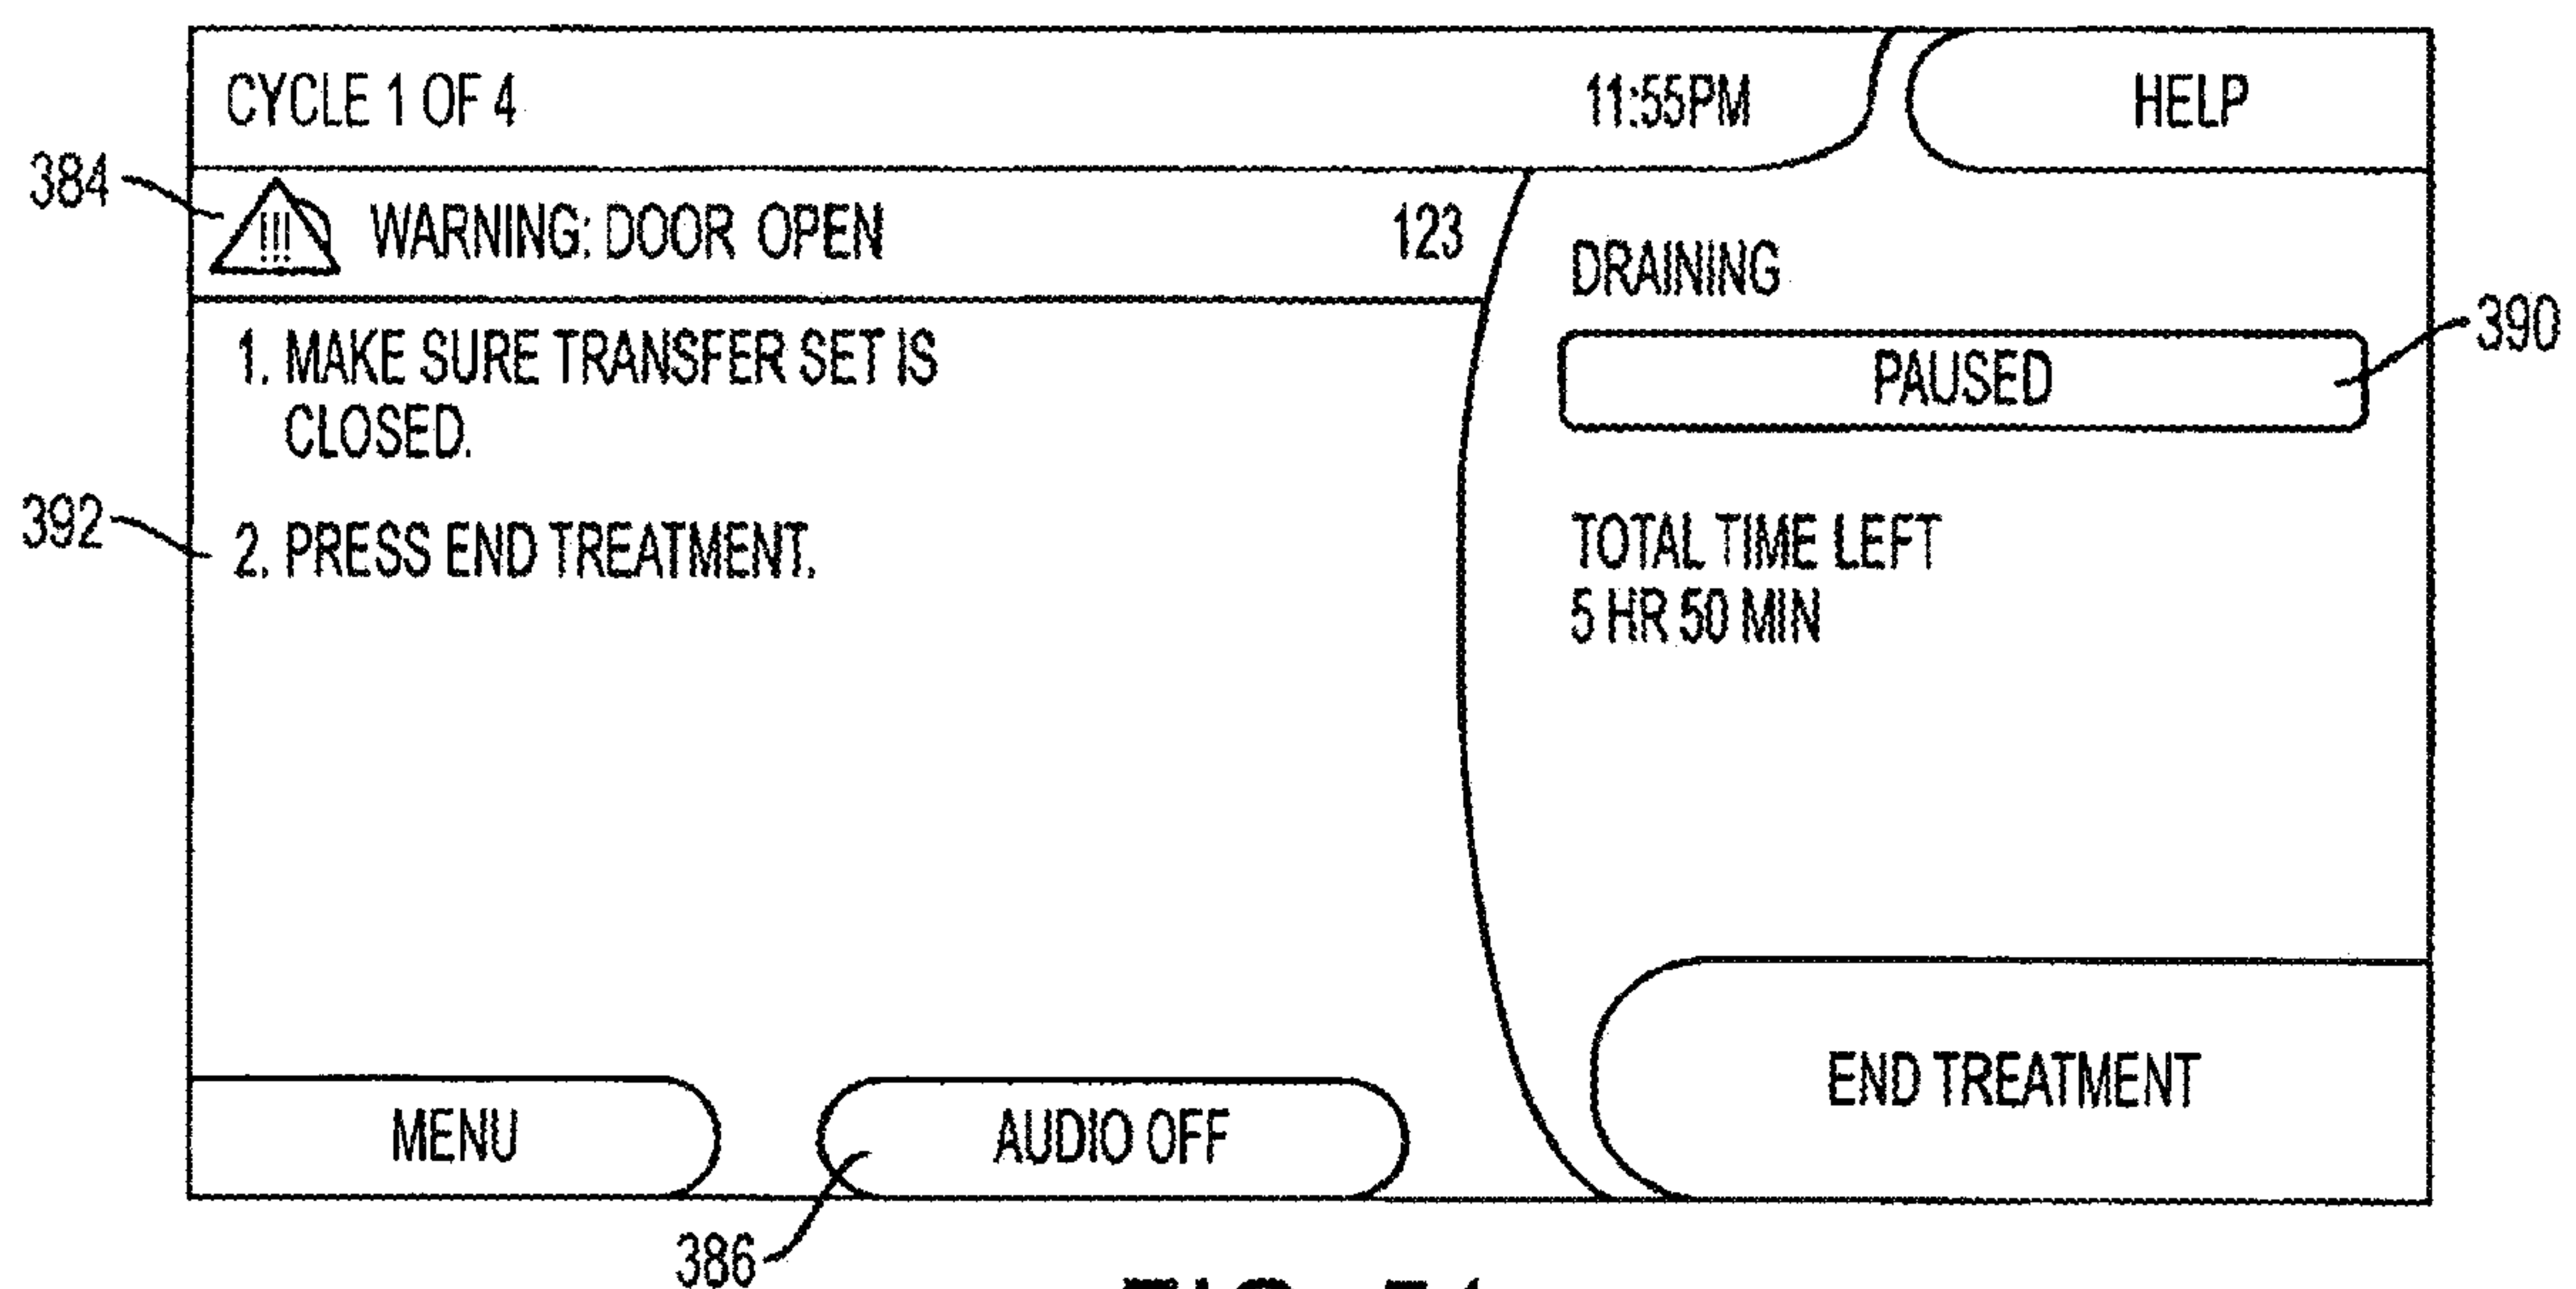 CYCLE 1 OF 4
11:55PM
HELP
384
!!!
WARNING: DOOR OPEN
123
DRAINING
390
PAUSED
1. MAKE SURE TRANSFER SET IS
CLOSED.
392
2. PRESS END TREATMENT.
TOTAL TIME LEFT
5 HR 50 MIN
MENU
AUDIO OFF
END TREATMENT
386